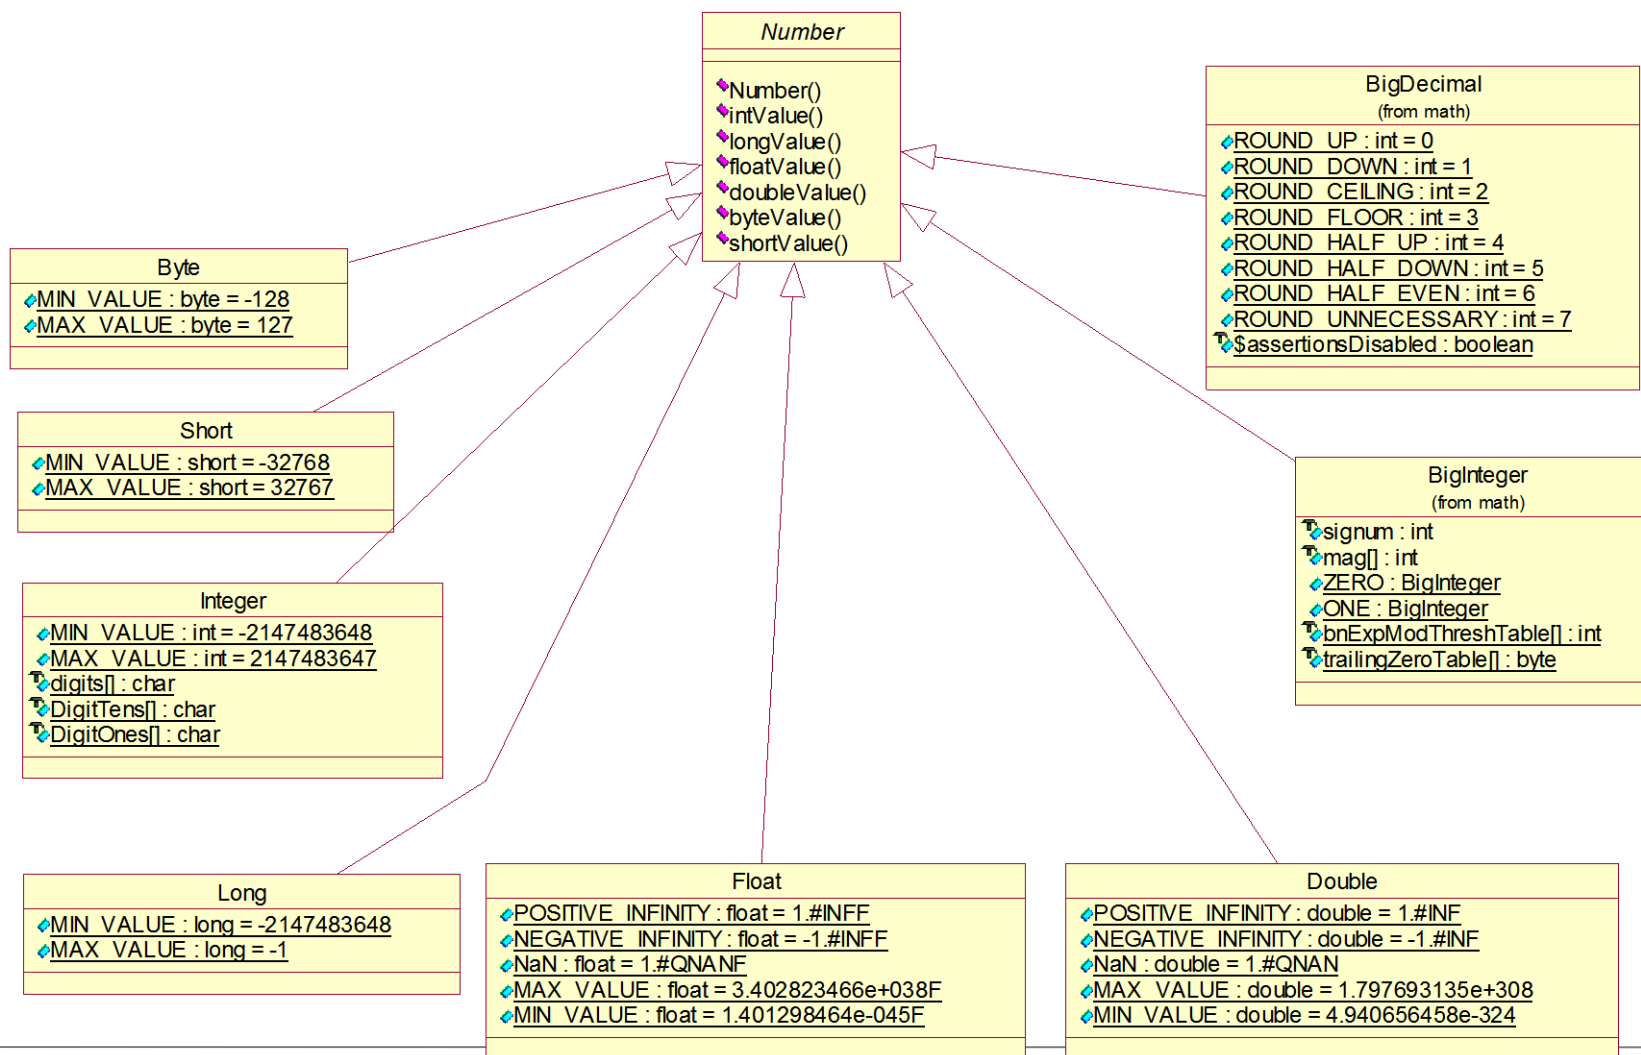 Number
Number()
intValue()
longValue()
floatValue()
doubleValue()
byteValue()
shortValue()
BigDecimal
(from math)
ROUND_UP : int = 0
ROUND_DOWN : int = 1
ROUND_CEILING : int = 2
ROUND_FLOOR : int = 3
ROUND_HALF_UP : int = 4
ROUND_HALF_DOWN : int = 5
ROUND_HALF_EVEN : int = 6
ROUND_UNNECESSARY : int = 7
$assertionsDisabled : boolean
Byte
MIN_VALUE : byte = -128
MAX_VALUE : byte = 127
Short
MIN_VALUE : short = -32768
MAX_VALUE : short = 32767
BigInteger
(from math)
signum : int
mag[] : int
ZERO : BigInteger
ONE : BigInteger
bnExpModThreshTable[] : int
trailingZeroTable[] : byte
Integer
MIN_VALUE : int = -2147483648
MAX_VALUE : int = 2147483647
digits[] : char
DigitTens[] : char
DigitOnes[] : char
Long
MIN_VALUE : long = -2147483648
MAX_VALUE : long = -1
Float
POSITIVE_INFINITY : float = 1.#INFF
NEGATIVE_INFINITY : float = -1.#INFF
NaN : float = 1.#QNANF
MAX_VALUE : float = 3.402823466e+038F
MIN_VALUE : float = 1.401298464e-045F
Double
POSITIVE_INFINITY : double = 1.#INF
NEGATIVE_INFINITY : double = -1.#INF
NaN : double = 1.#QNAN
MAX_VALUE : double = 1.797693135e+308
MIN_VALUE : double = 4.940656458e-324